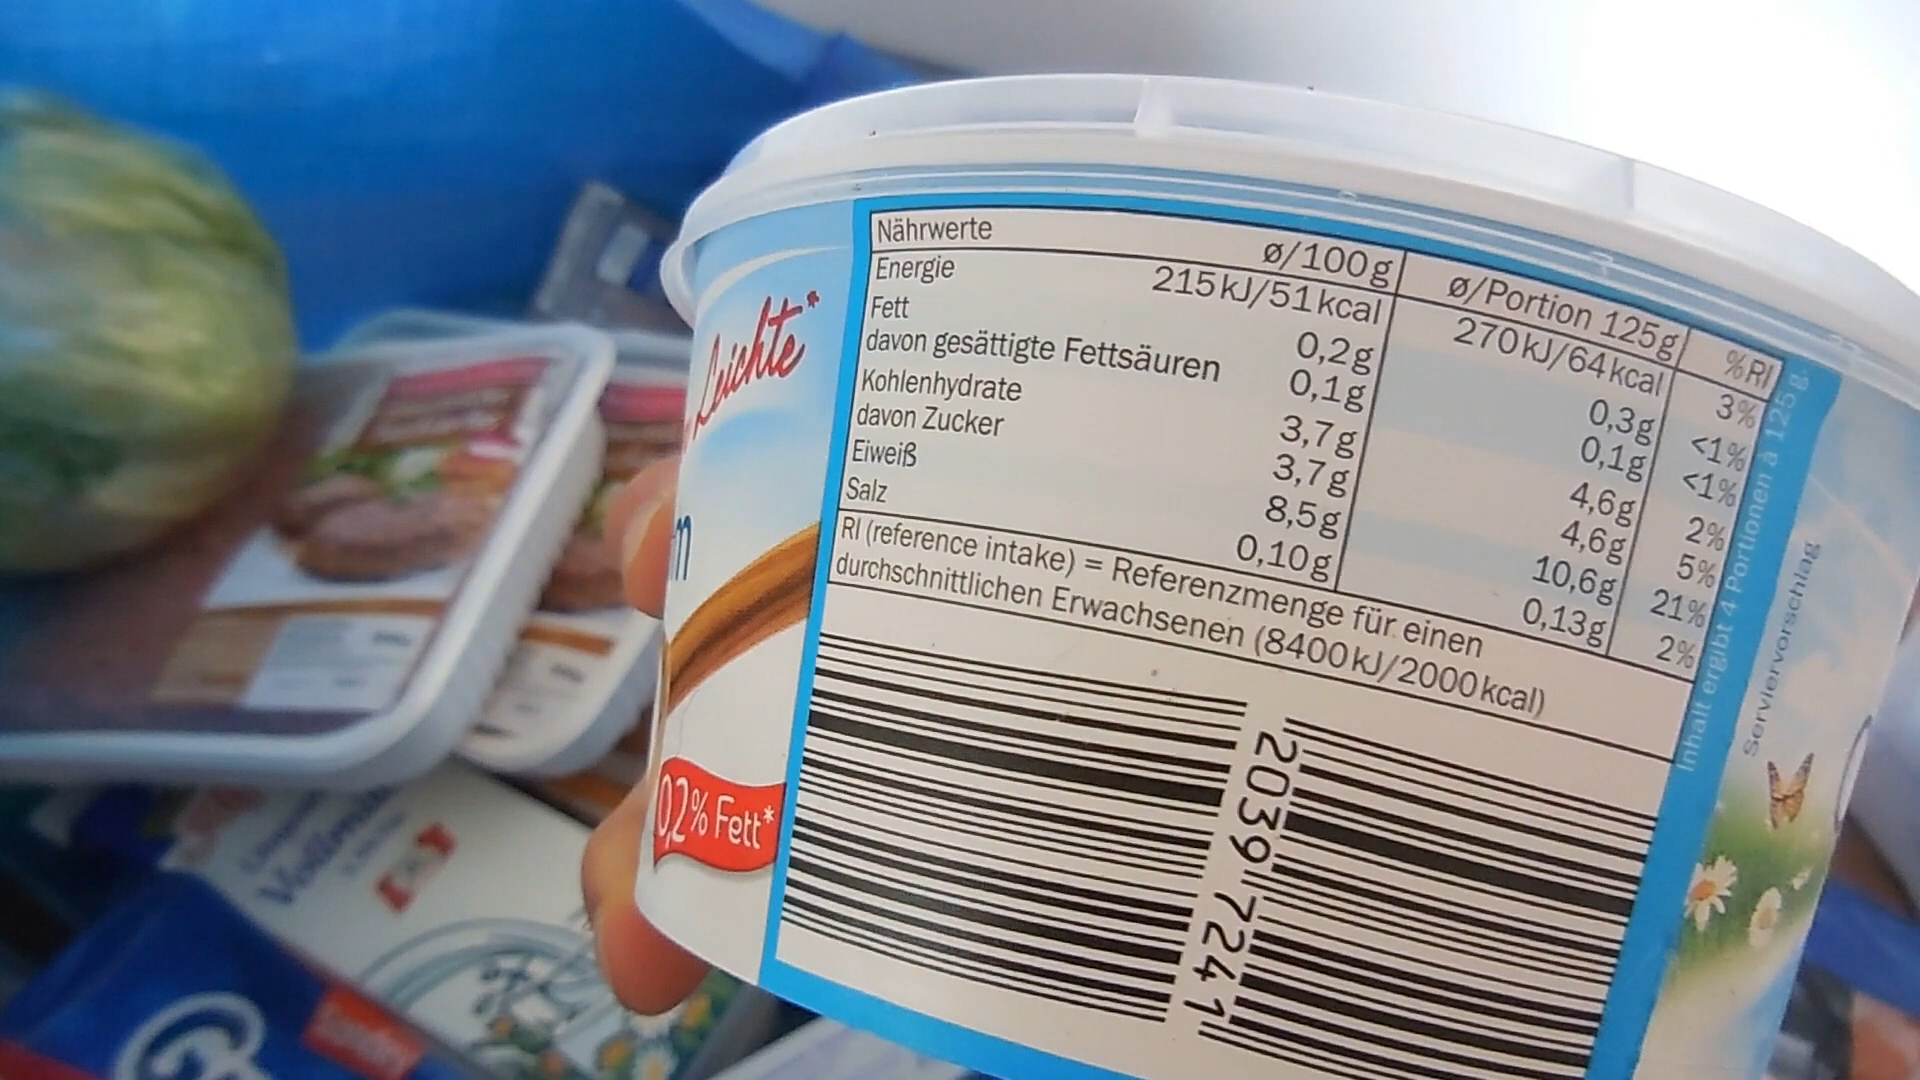 Nährwerte ø/100g ø/Portion 125g %RI
Energie 215kJ/51kcal 270kJ/64kcal 3%
Fett 0,2g 0,3g <1%
davon gesättigte Fettsäuren 0,1g 0,1g <1%
Kohlenhydrate 3,7g 4,6g 2%
davon Zucker 3,7g 4,6g 5%
Eiweiß 8,5g 10,6g 21%
Salz 0,10g 0,13g 2%
RI (reference intake) = Referenzmenge für einen
durchschnittlichen Erwachsenen (8400kJ/2000kcal)
2039 7241
Inhalt ergibt 4 Portionen à 125g.
Serviervorschlag
Leichte*
0,2% Fett*